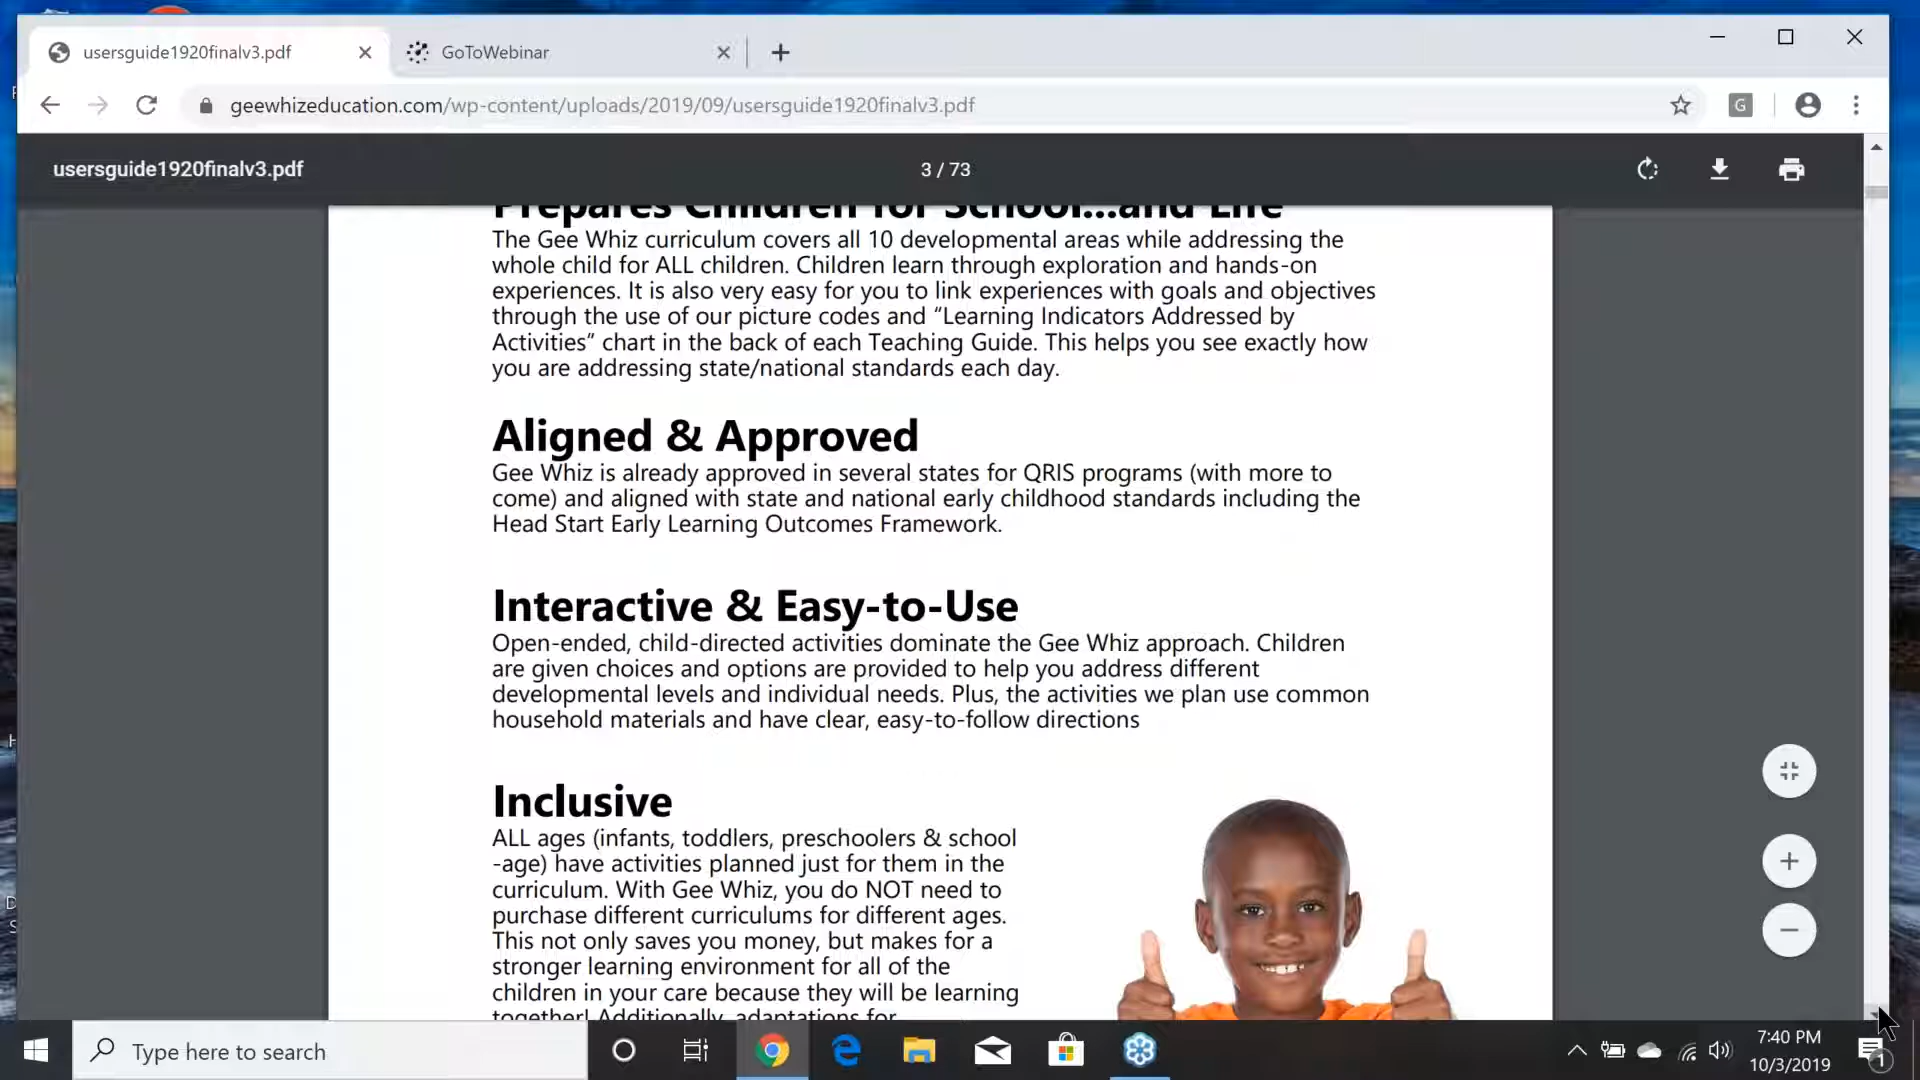 usersguide1920finalv3.pdf
GoToWebinar
geewhizeducation.com/wp-content/uploads/2019/09/usersguide1920finalv3.pdf
G
usersguide1920finalv3.pdf
3 / 73
Prepares Children for School...and Life
The Gee Whiz curriculum covers all 10 developmental areas while addressing the
whole child for ALL children. Children learn through exploration and hands-on
experiences. It is also very easy for you to link experiences with goals and objectives
through the use of our picture codes and “Learning Indicators Addressed by
Activities” chart in the back of each Teaching Guide. This helps you see exactly how
you are addressing state/national standards each day.
Aligned & Approved
Gee Whiz is already approved in several states for QRIS programs (with more to
come) and aligned with state and national early childhood standards including the
Head Start Early Learning Outcomes Framework.
Interactive & Easy-to-Use
Open-ended, child-directed activities dominate the Gee Whiz approach. Children
are given choices and options are provided to help you address different
developmental levels and individual needs. Plus, the activities we plan use common
household materials and have clear, easy-to-follow directions
Inclusive
ALL ages (infants, toddlers, preschoolers & school
-age) have activities planned just for them in the
curriculum. With Gee Whiz, you do NOT need to
purchase different curriculums for different ages.
This not only saves you money, but makes for a
stronger learning environment for all of the
children in your care because they will be learning
together! Additionally, adaptations for
Type here to search
7:40 PM
10/3/2019
1